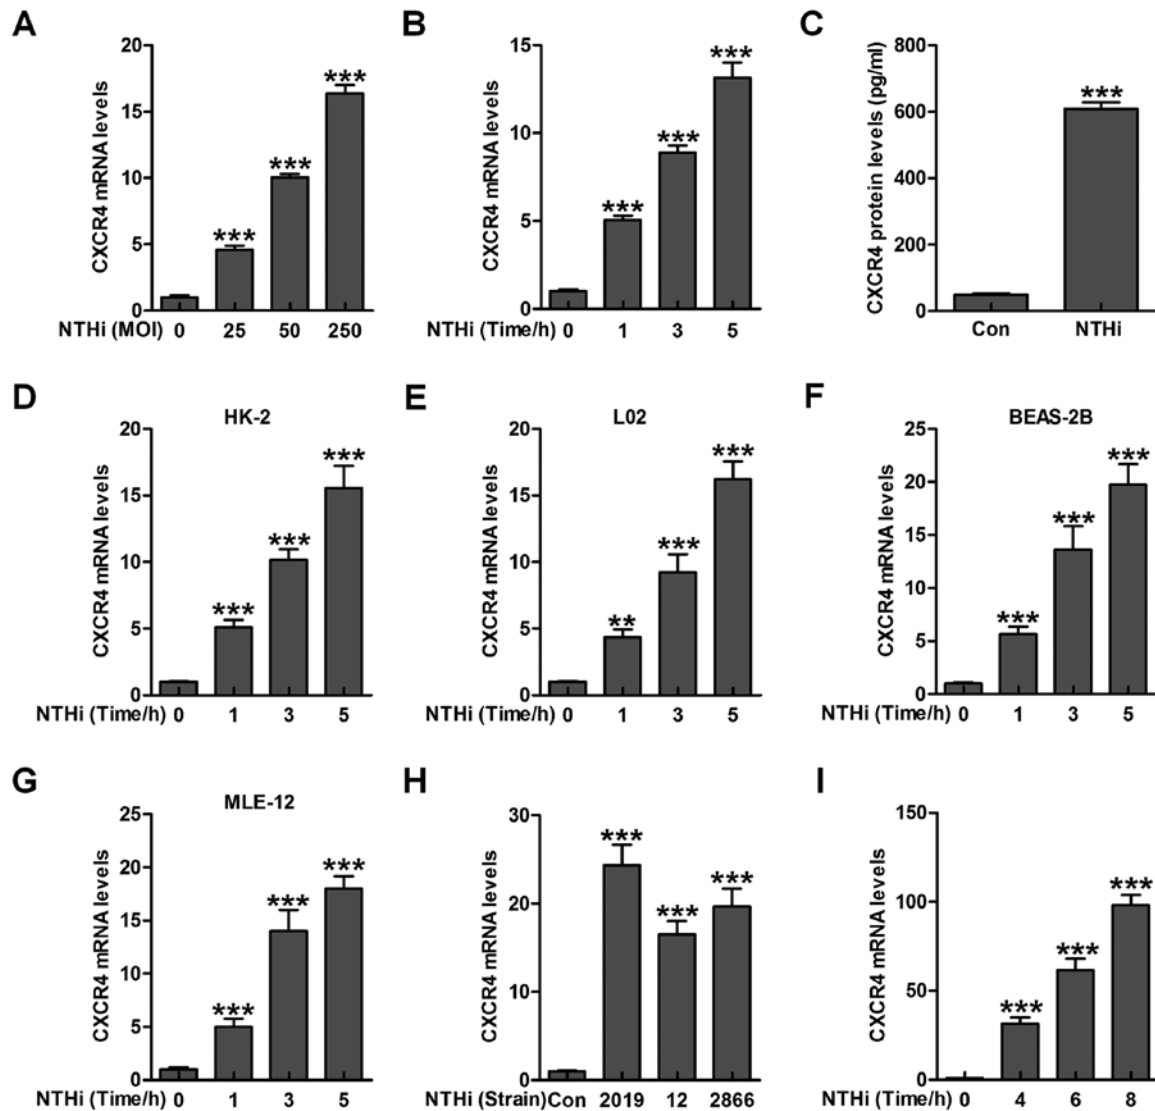 A
CXCR4 mRNA levels
20
15
10
5
0
***
***
***
NTHi (MOI) 0 25 50 250
B
CXCR4 mRNA levels
15
10
5
0
***
***
***
NTHi (Time/h) 0 1 3 5
C
CXCR4 protein levels (pg/ml)
800
600
400
200
0
***
Con NTHi
D
HK-2
CXCR4 mRNA levels
20
15
10
5
0
***
***
***
NTHi (Time/h) 0 1 3 5
E
L02
CXCR4 mRNA levels
20
15
10
5
0
**
***
***
NTHi (Time/h) 0 1 3 5
F
BEAS-2B
CXCR4 mRNA levels
25
20
15
10
5
0
***
***
***
NTHi (Time/h) 0 1 3 5
G
MLE-12
CXCR4 mRNA levels
25
20
15
10
5
0
***
***
***
NTHi (Time/h) 0 1 3 5
H
CXCR4 mRNA levels
30
20
10
0
***
***
***
NTHi (Strain) Con 2019 12 2866
I
CXCR4 mRNA levels
150
100
50
0
***
***
***
NTHi (Time/h) 0 4 6 8